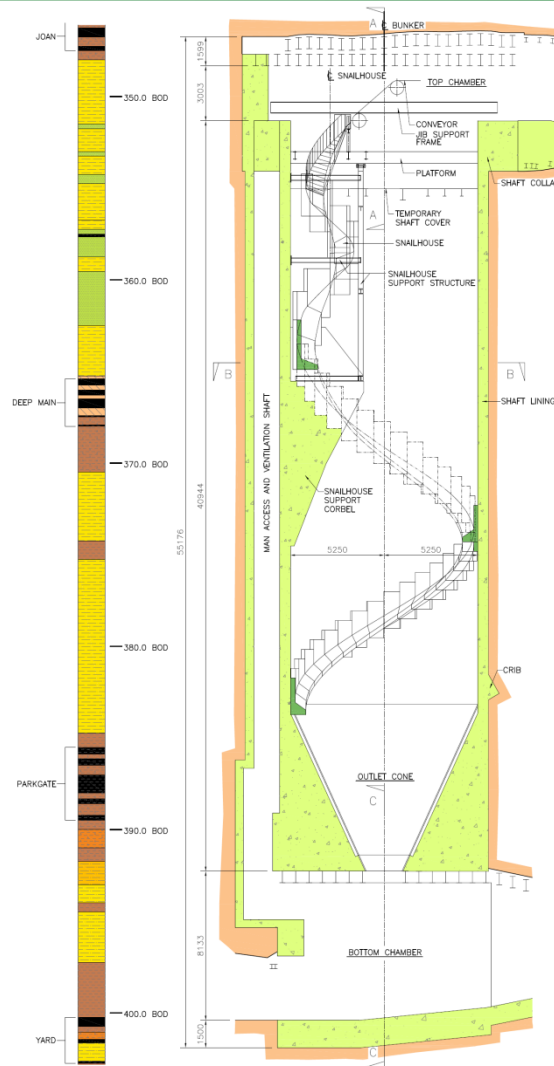 JOAN
350.0 BOD
360.0 BOD
DEEP MAIN
370.0 BOD
380.0 BOD
PARKGATE
390.0 BOD
400.0 BOD
YARD
A
BUNKER
1599
SNAILHOUSE
TOP CHAMBER
3003
CONVEYOR
JIB SUPPORT
FRAME
PLATFORM
SHAFT COLLA
TEMPORARY
SHAFT COVER
A
SNAILHOUSE
SNAILHOUSE
SUPPORT STRUCTURE
B
B
SHAFT LINING
MAN ACCESS AND VENTILATION SHAFT
40944
55176
SNAILHOUSE
SUPPORT
CORBEL
5250
5250
CRIB
OUTLET CONE
C
8133
BOTTOM CHAMBER
1500
C